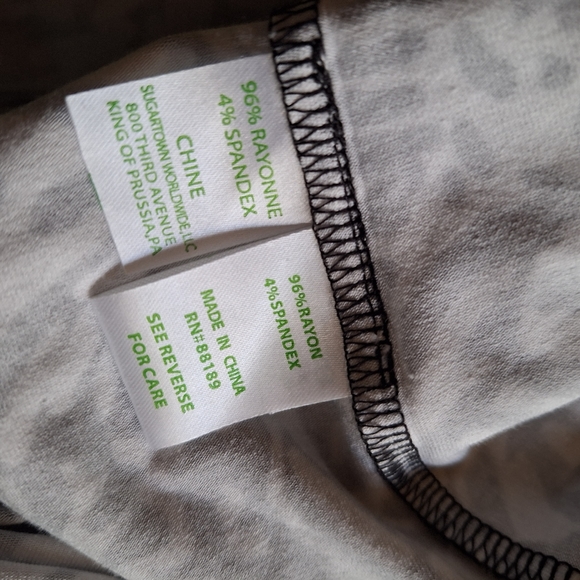 96% RAYONNE
4% SPANDEX
CHINE
SUGARTOWN WORLDWIDE, LLC
800 THIRD AVENUE
KING OF PRUSSIA, PA
96%RAYON
4%SPANDEX
MADE IN CHINA
RN#88189
SEE REVERSE
FOR CARE